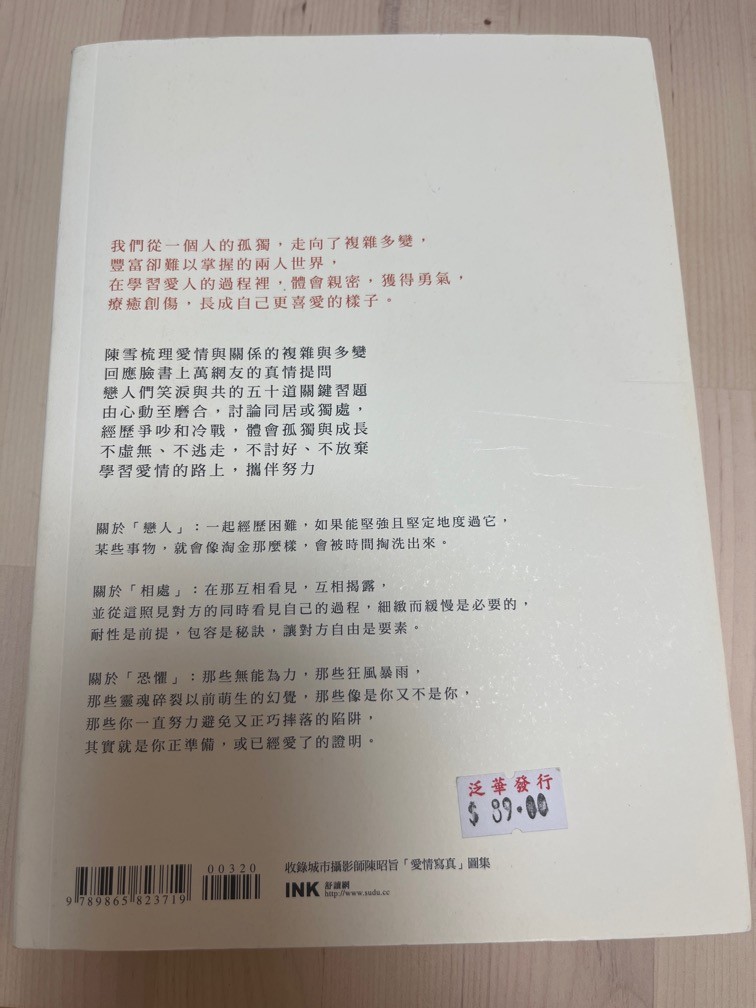 我們從一個人的孤獨，走向了複雜多變，
豐富卻難以掌握的兩人世界，
在學習愛人的過程裡，體會親密，獲得勇氣，
療癒創傷，長成自己更喜愛的樣子。
陳雪梳理愛情與關係的複雜與多變
回應臉書上萬網友的真情提問
戀人們笑淚與共的五十道關鍵習題
由心動至磨合，討論同居或獨處，
經歷爭吵和冷戰，體會孤獨與成長
不虛無、不逃走，不討好、不放棄
學習愛情的路上，攜伴努力
關於「戀人」：一起經歷困難，如果能堅強且堅定地度過它，
某些事物，就會像淘金那麼樣，會被時間掏洗出來。
關於「相處」：在那互相看見，互相揭露，
並從這照見對方的同時看見自己的過程，細緻而緩慢是必要的，
耐性是前提，包容是秘訣，讓對方自由是要素。
關於「恐懼」：那些無能為力，那些狂風暴雨，
那些靈魂碎裂以前萌生的幻覺，那些像是你又不是你，
那些你一直努力避免又正巧摔落的陷阱，
其實就是你正準備，或已經愛了的證明。
泛華發行
$ 89.00
00320
9 789865 823719
收錄城市攝影師陳昭旨「愛情寫真」圖集
INK 舒讀網
http://www.sudu.cc